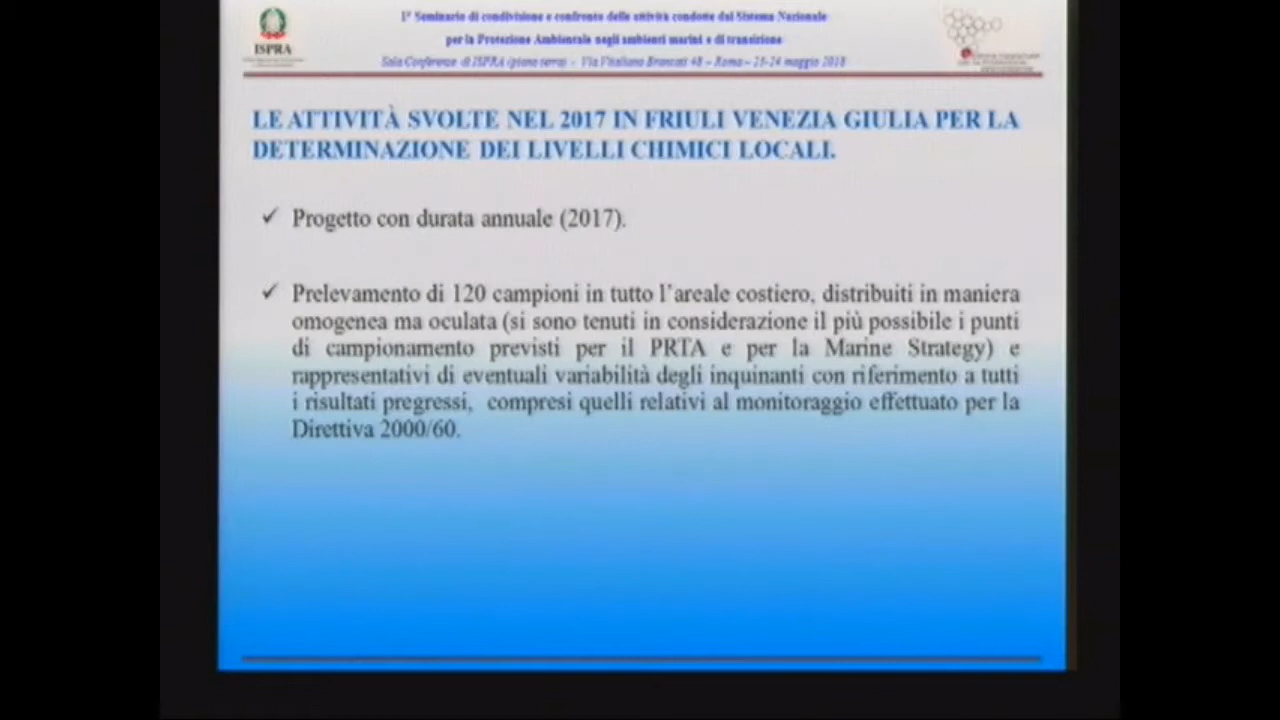 1° Seminario di condivisione e confronto delle attività condotte dal Sistema Nazionale
per la Protezione Ambientale negli ambienti marini e di transizione
Sala Conferenze di ISPRA (piano terra) - Via Vitaliano Brancati 48 – Roma – 23-24 maggio 2018
ISPRA
LE ATTIVITÀ SVOLTE NEL 2017 IN FRIULI VENEZIA GIULIA PER LA
DETERMINAZIONE DEI LIVELLI CHIMICI LOCALI.
✓ Progetto con durata annuale (2017).
✓ Prelevamento di 120 campioni in tutto l’areale costiero, distribuiti in maniera
omogenea ma oculata (si sono tenuti in considerazione il più possibile i punti
di campionamento previsti per il PRTA e per la Marine Strategy) e
rappresentativi di eventuali variabilità degli inquinanti con riferimento a tutti
i risultati pregressi, compresi quelli relativi al monitoraggio effettuato per la
Direttiva 2000/60.